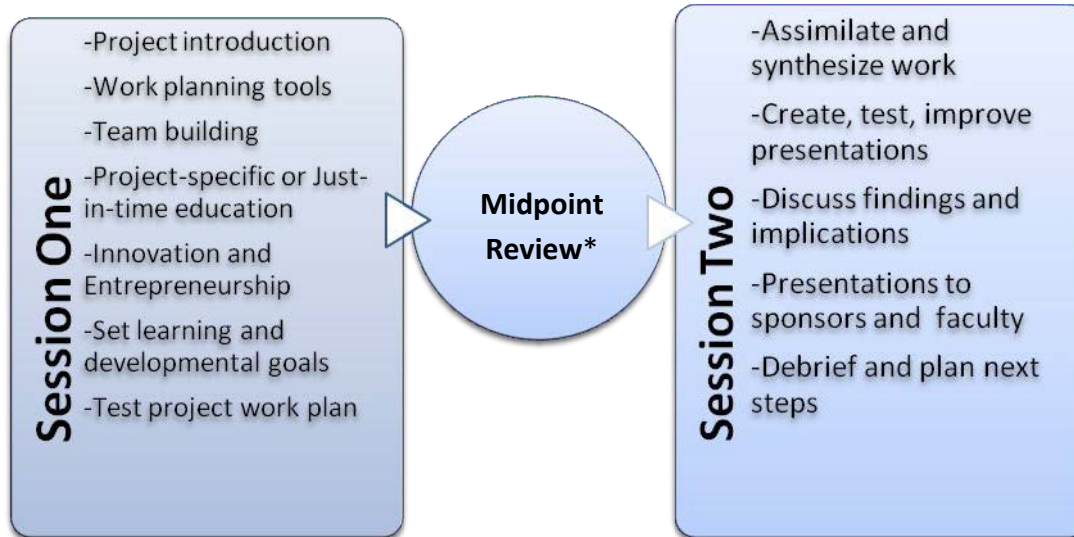 Session One
-Project introduction
-Work planning tools
-Team building
-Project-specific or Just-
in-time education
-Innovation and
Entrepreneurship
-Set learning and
developmental goals
-Test project work plan
Midpoint
Review*
Session Two
-Assimilate and
synthesize work
-Create, test, improve
presentations
-Discuss findings and
implications
-Presentations to
sponsors and faculty
-Debrief and plan next
steps